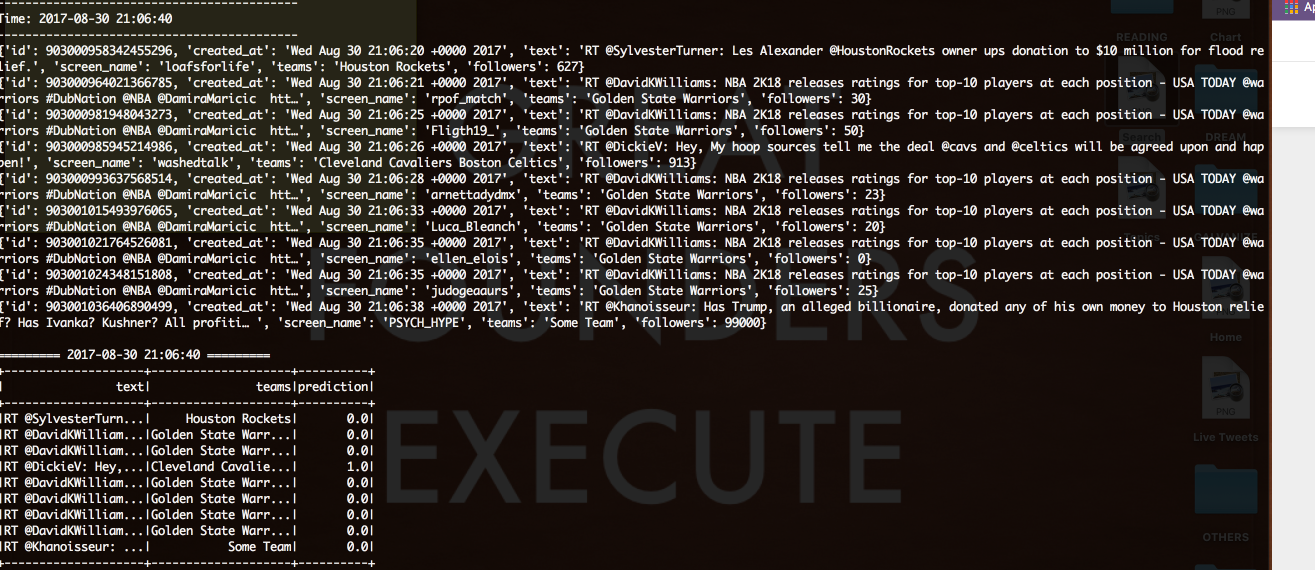 -------------------------------------------
Time: 2017-08-30 21:06:40
-------------------------------------------
{'id': 903000958342455296, 'created_at': 'Wed Aug 30 21:06:20 +0000 2017', 'text': 'RT @SylvesterTurner: Les Alexander @HoustonRockets owner ups donation to $10 million for flood re
lief.', 'screen_name': 'loafsforlife', 'teams': 'Houston Rockets', 'followers': 627}
{'id': 903000964021366785, 'created_at': 'Wed Aug 30 21:06:21 +0000 2017', 'text': 'RT @DavidKWilliams: NBA 2K18 releases ratings for top-10 players at each position - USA TODAY @wa
rriors #DubNation @NBA @DamiraMaricic  htt…', 'screen_name': 'rpof_match', 'teams': 'Golden State Warriors', 'followers': 30}
{'id': 903000981948043273, 'created_at': 'Wed Aug 30 21:06:25 +0000 2017', 'text': 'RT @DavidKWilliams: NBA 2K18 releases ratings for top-10 players at each position - USA TODAY @wa
rriors #DubNation @NBA @DamiraMaricic  htt…', 'screen_name': 'Fligth19_', 'teams': 'Golden State Warriors', 'followers': 50}
{'id': 903000985945214986, 'created_at': 'Wed Aug 30 21:06:26 +0000 2017', 'text': 'RT @DickieV: Hey, My hoop sources tell me the deal @cavs and @celtics will be agreed upon and hap
pen!', 'screen_name': 'washedtalk', 'teams': 'Cleveland Cavaliers Boston Celtics', 'followers': 913}
{'id': 903000993637568514, 'created_at': 'Wed Aug 30 21:06:28 +0000 2017', 'text': 'RT @DavidKWilliams: NBA 2K18 releases ratings for top-10 players at each position - USA TODAY @wa
rriors #DubNation @NBA @DamiraMaricic  htt…', 'screen_name': 'arnettadydmx', 'teams': 'Golden State Warriors', 'followers': 23}
{'id': 903001015493976065, 'created_at': 'Wed Aug 30 21:06:33 +0000 2017', 'text': 'RT @DavidKWilliams: NBA 2K18 releases ratings for top-10 players at each position - USA TODAY @wa
rriors #DubNation @NBA @DamiraMaricic  htt…', 'screen_name': 'Luca_Bleanch', 'teams': 'Golden State Warriors', 'followers': 20}
{'id': 903001021764526081, 'created_at': 'Wed Aug 30 21:06:35 +0000 2017', 'text': 'RT @DavidKWilliams: NBA 2K18 releases ratings for top-10 players at each position - USA TODAY @wa
rriors #DubNation @NBA @DamiraMaricic  htt…', 'screen_name': 'ellen_elois', 'teams': 'Golden State Warriors', 'followers': 0}
{'id': 903001024348151808, 'created_at': 'Wed Aug 30 21:06:35 +0000 2017', 'text': 'RT @DavidKWilliams: NBA 2K18 releases ratings for top-10 players at each position - USA TODAY @wa
rriors #DubNation @NBA @DamiraMaricic  htt…', 'screen_name': 'judogeaaurs', 'teams': 'Golden State Warriors', 'followers': 25}
{'id': 903001036406890499, 'created_at': 'Wed Aug 30 21:06:38 +0000 2017', 'text': 'RT @Khanoisseur: Has Trump, an alleged billionaire, donated any of his own money to Houston relie
f? Has Ivanka? Kushner? All profiti… ', 'screen_name': 'PSYCH_HYPE', 'teams': 'Some Team', 'followers': 99000}
========= 2017-08-30 21:06:40 =========
+--------------------+--------------------+----------+
|                text|               teams|prediction|
+--------------------+--------------------+----------+
|RT @SylvesterTurn...|     Houston Rockets|       0.0|
|RT @DavidKWilliam...|Golden State Warr...|       0.0|
|RT @DavidKWilliam...|Golden State Warr...|       0.0|
|RT @DickieV: Hey,...|Cleveland Cavalie...|       1.0|
|RT @DavidKWilliam...|Golden State Warr...|       0.0|
|RT @DavidKWilliam...|Golden State Warr...|       0.0|
|RT @DavidKWilliam...|Golden State Warr...|       0.0|
|RT @DavidKWilliam...|Golden State Warr...|       0.0|
|RT @Khanoisseur: ...|           Some Team|       0.0|
+--------------------+--------------------+----------+
GREAT
FOUNDERS
EXECUTE
PNG
READING
Chart
Search
DREAM
Topics
Home
PNG
Live Tweets
OTHERS
Ap